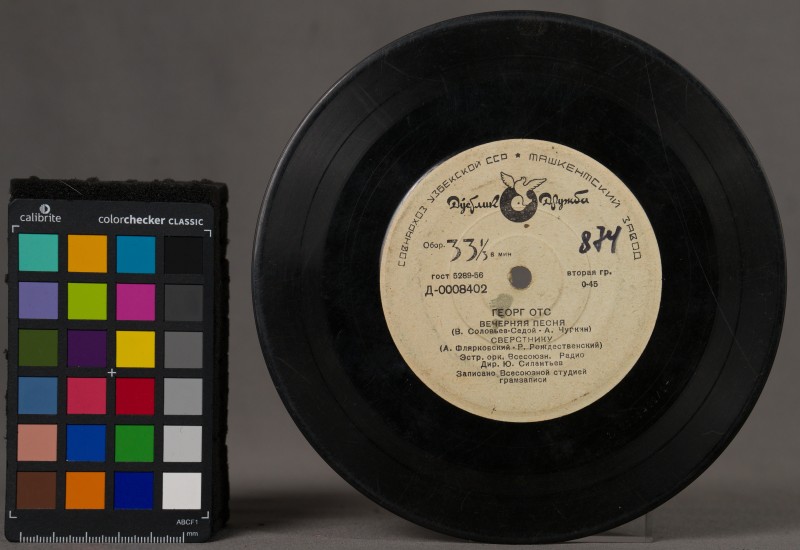 calibrite
colorchecker CLASSIC
ABCF1
mm
СОВНАРХОЗ УЗБЕКСКОЙ ССР ★ ТАШКЕНТСКИЙ ЗАВОД
Дўстлик Дружба
Обор. 33⅓ в мин
874
гост 5289-56
вторая гр.
Д-0008402
0-45
ГЕОРГ ОТС
ВЕЧЕРНЯЯ ПЕСНЯ
(В. Соловьев-Седой - А. Чуркин)
СВЕРСТНИКУ
(А. Флярковский - Р. Рождественский)
Эстр. орк. Всесоюзн. Радио
Дир. Ю. Силантьев
Записано Всесоюзной студией
грамзаписи